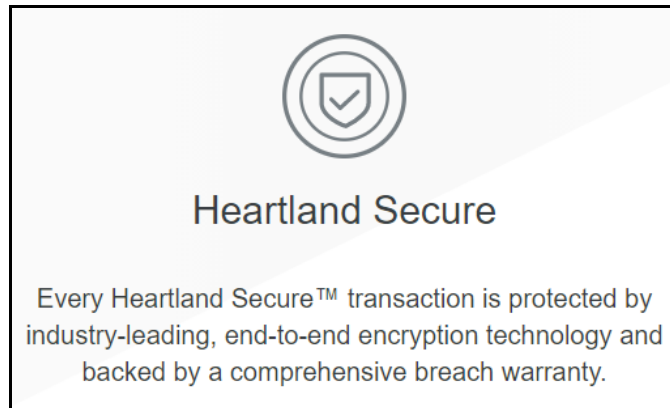 Heartland Secure
Every Heartland Secure™ transaction is protected by
industry-leading, end-to-end encryption technology and
backed by a comprehensive breach warranty.